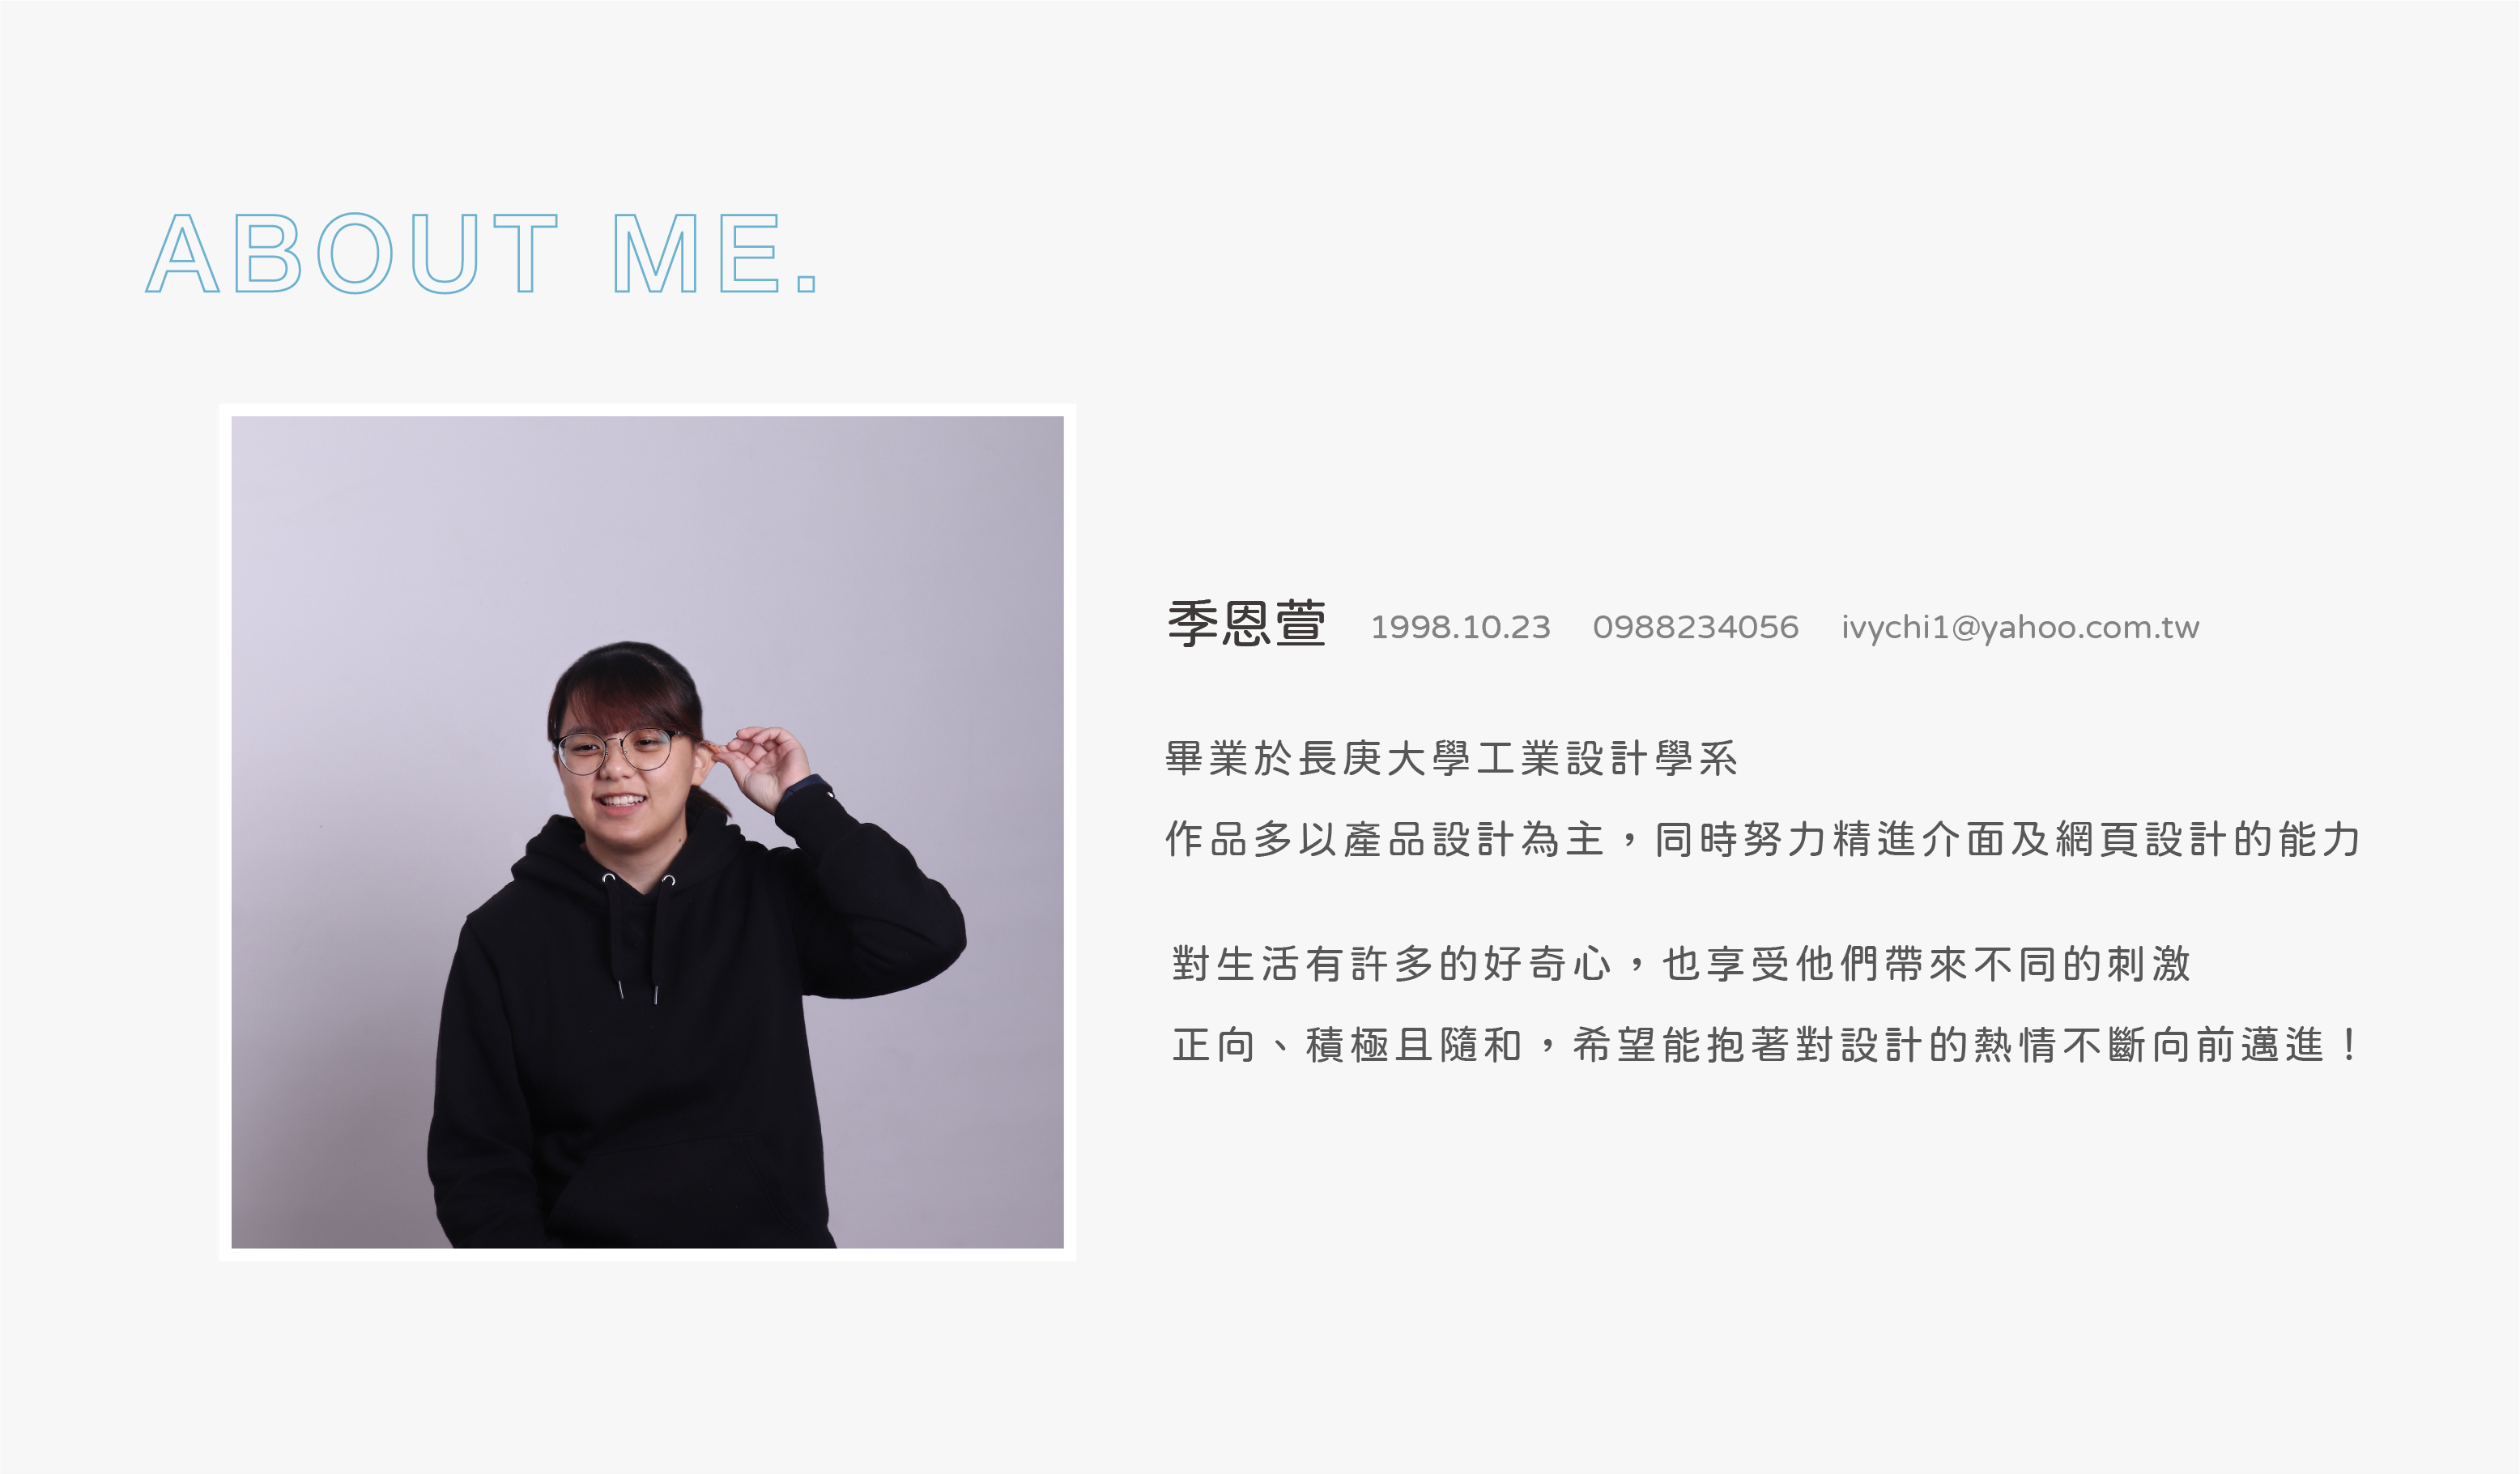 ABOUT ME.
季恩萱 1998.10.23 0988234056 ivychi1@yahoo.com.tw
畢業於長庚大學工業設計學系
作品多以產品設計為主，同時努力精進介面及網頁設計的能力
對生活有許多的好奇心，也享受他們帶來不同的刺激
正向、積極且隨和，希望能抱著對設計的熱情不斷向前邁進！